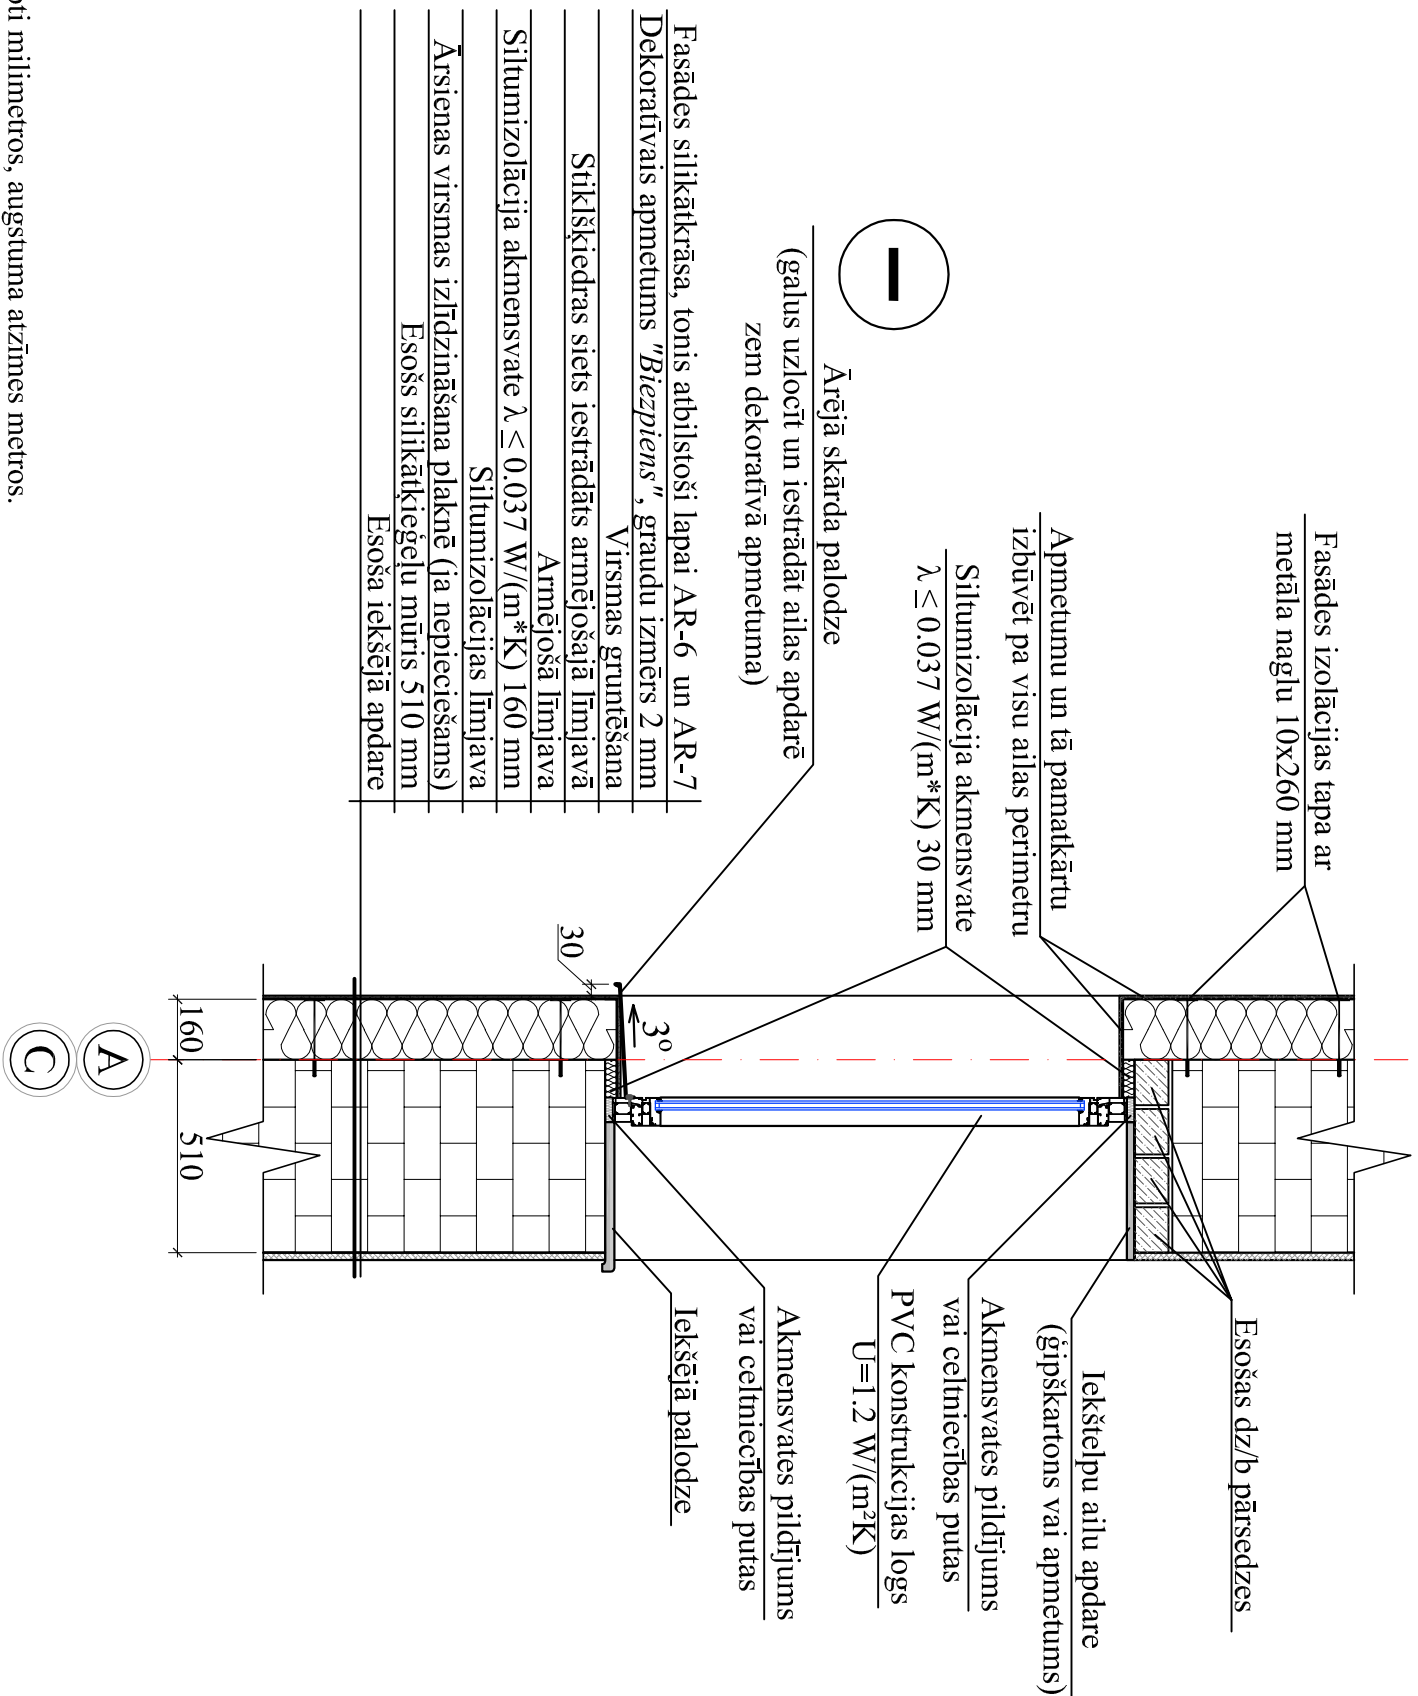 Fasādes izolācijas tapa ar
metāla naglu 10x260 mm
Apmetumu un tā pamatkārtu
izbūvēt pa visu ailas perimetru
Siltumizolācija akmensvate
λ ≤ 0.037 W/(m*K) 30 mm
Ārējā skārda palodze
(galus uzlocīt un iestrādāt ailas apdarē
zem dekoratīvā apmetuma)
Fasādes silikātkrāsa, tonis atbilstoši lapai AR-6 un AR-7
Dekoratīvais apmetums "Biezpiens", graudu izmērs 2 mm
Virsmas gruntēšana
Stiklšķiedras siets iestrādāts armējošajā līmjavā
Armējošā līmjava
Siltumizolācija akmensvate λ ≤ 0.037 W/(m*K) 160 mm
Siltumizolācijas līmjava
Ārsienas virsmas izlīdzināšana plaknē (ja nepieciešams)
Esošs silikātķieģeļu mūris 510 mm
Esoša iekšējā apdare
Esošas dz/b pārsedzes
Iekštelpu ailu apdare
(ģipškartons vai apmetums)
Akmensvates pildījums
vai celtniecības putas
PVC konstrukcijas logs
U=1.2 W/(m²K)
Akmensvates pildījums
vai celtniecības putas
Iekšējā palodze
3°
30
160
510
A
C
milimetros, augstuma atzīmes metros.